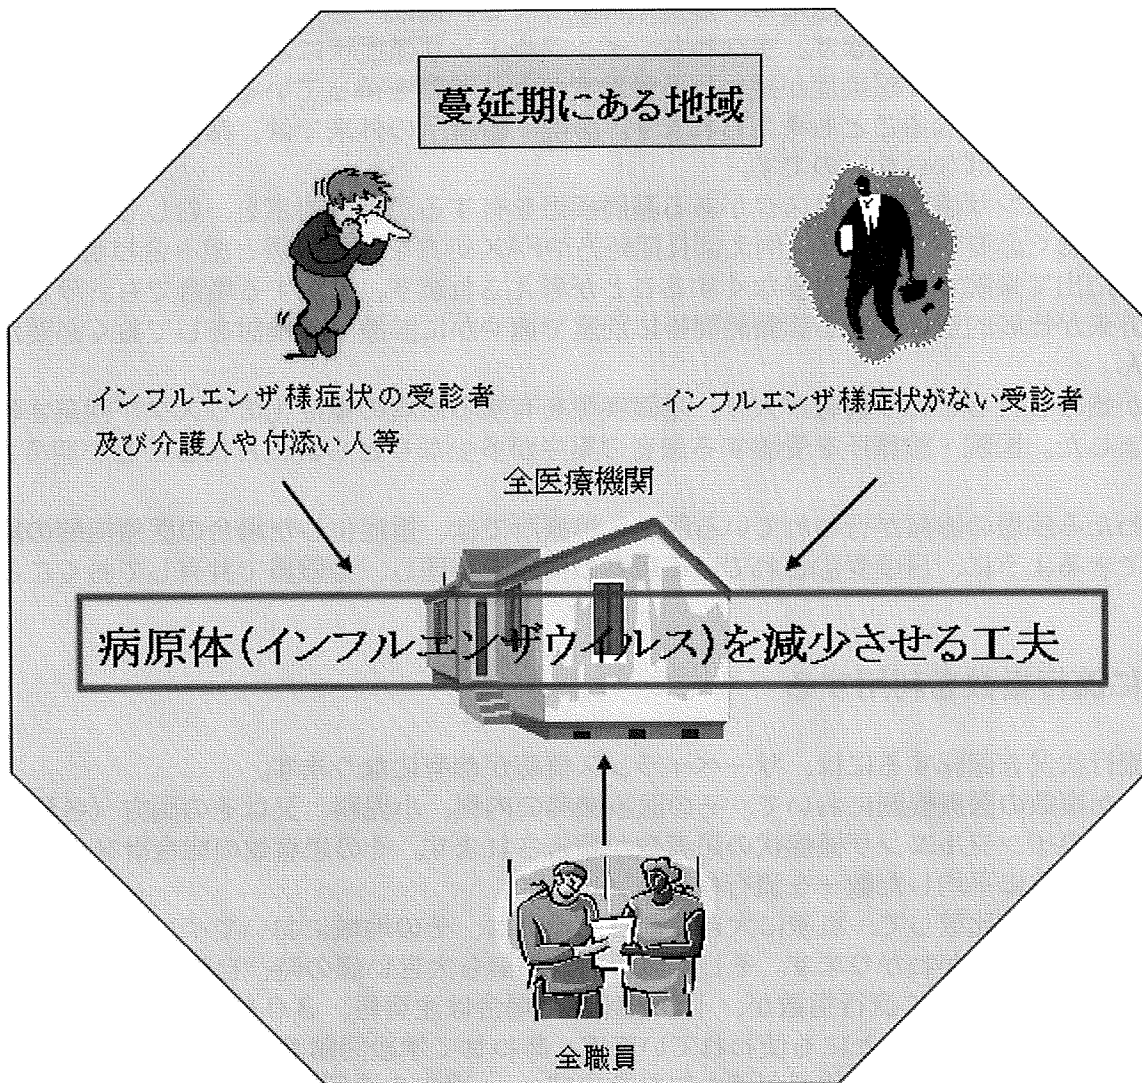 蔓延期にある地域
インフルエンザ様症状の受診者
及び介護人や付添い人等
インフルエンザ様症状がない受診者
全医療機関
病原体(インフルエンザウイルス)を減少させる工夫
全職員